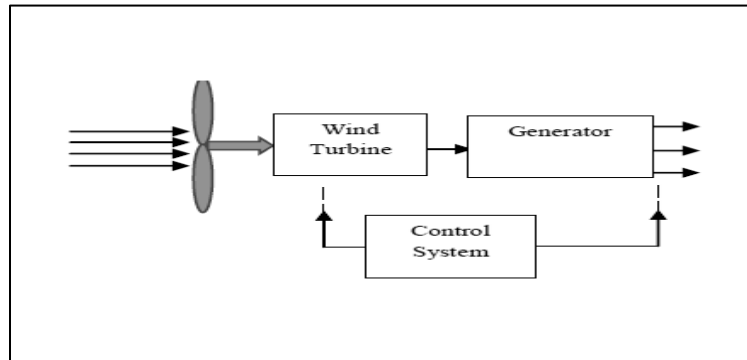 Wind
Turbine
Generator
Control
System